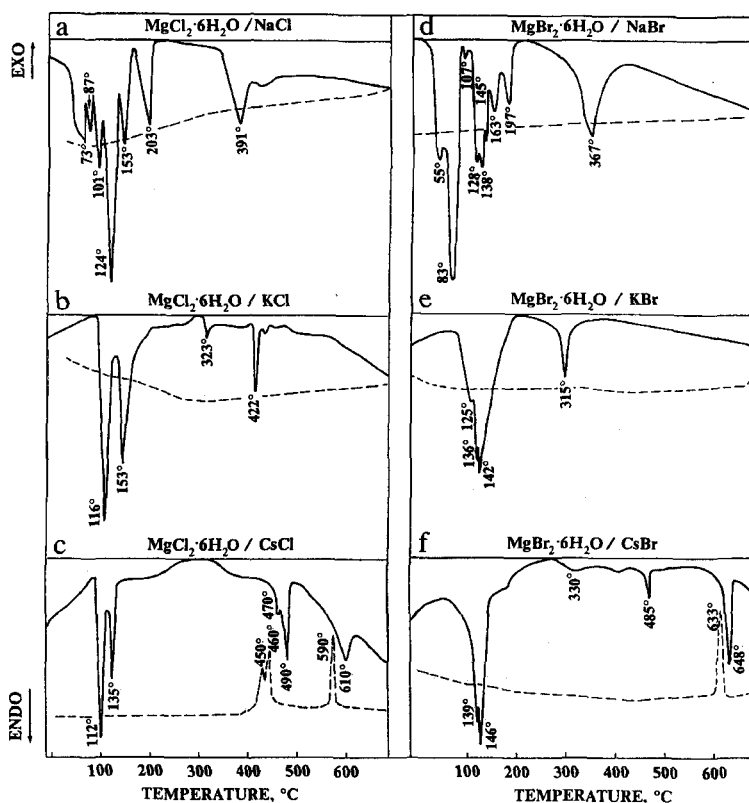 a
MgCl₂·6H₂O / NaCl
EXO
73°
87°
101°
124°
153°
203°
391°
d
MgBr₂·6H₂O / NaBr
55°
83°
107°
128°
138°
145°
163°
197°
367°
b
MgCl₂·6H₂O / KCl
116°
153°
323°
422°
e
MgBr₂·6H₂O / KBr
125°
136°
142°
315°
c
MgCl₂·6H₂O / CsCl
ENDO
112°
135°
450°
460°
470°
490°
590°
610°
100 200 300 400 500 600
TEMPERATURE, °C
f
MgBr₂·6H₂O / CsBr
139°
146°
330°
485°
633°
648°
100 200 300 400 500 600
TEMPERATURE, °C